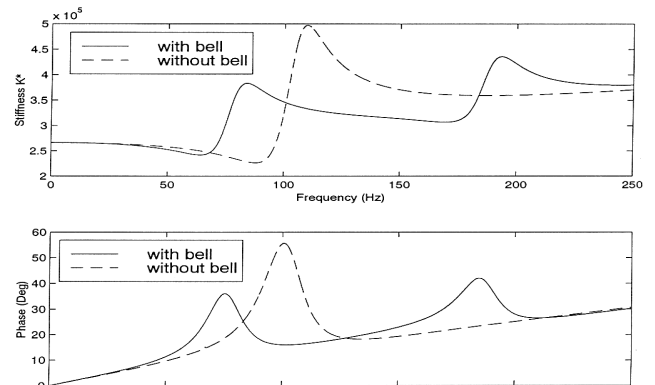 × 10⁵
5
4.5
4
3.5
3
2.5
2
Stiffness K*
with bell
without bell
0 50 100 150 200 250
Frequency (Hz)
60
50
40
30
20
10
0
Phase (Deg)
with bell
without bell